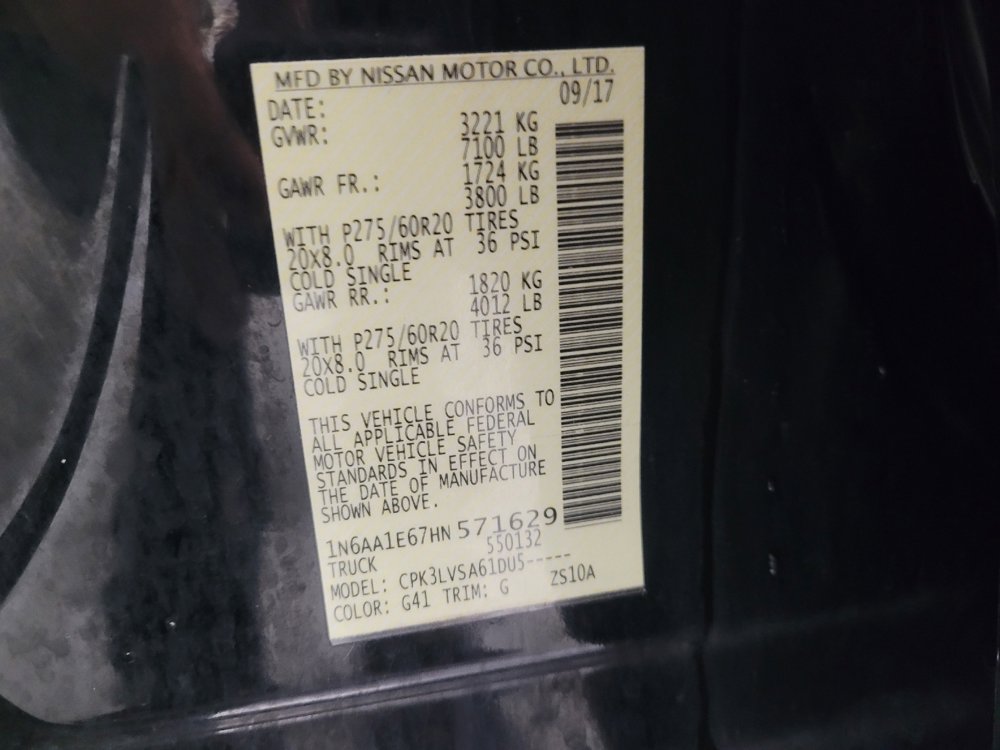 MFD BY NISSAN MOTOR CO., LTD.
DATE: 09/17
GVWR: 3221 KG
7100 LB
GAWR FR.: 1724 KG
3800 LB
WITH P275/60R20 TIRES
20X8.0 RIMS AT 36 PSI
COLD SINGLE
GAWR RR.: 1820 KG
4012 LB
WITH P275/60R20 TIRES
20X8.0 RIMS AT 36 PSI
COLD SINGLE
THIS VEHICLE CONFORMS TO
ALL APPLICABLE FEDERAL
MOTOR VEHICLE SAFETY
STANDARDS IN EFFECT ON
THE DATE OF MANUFACTURE
SHOWN ABOVE.
1N6AA1E67HN 571629
TRUCK 550132
MODEL: CPK3LVSA61DU5-----
COLOR: G41 TRIM: G ZS10A